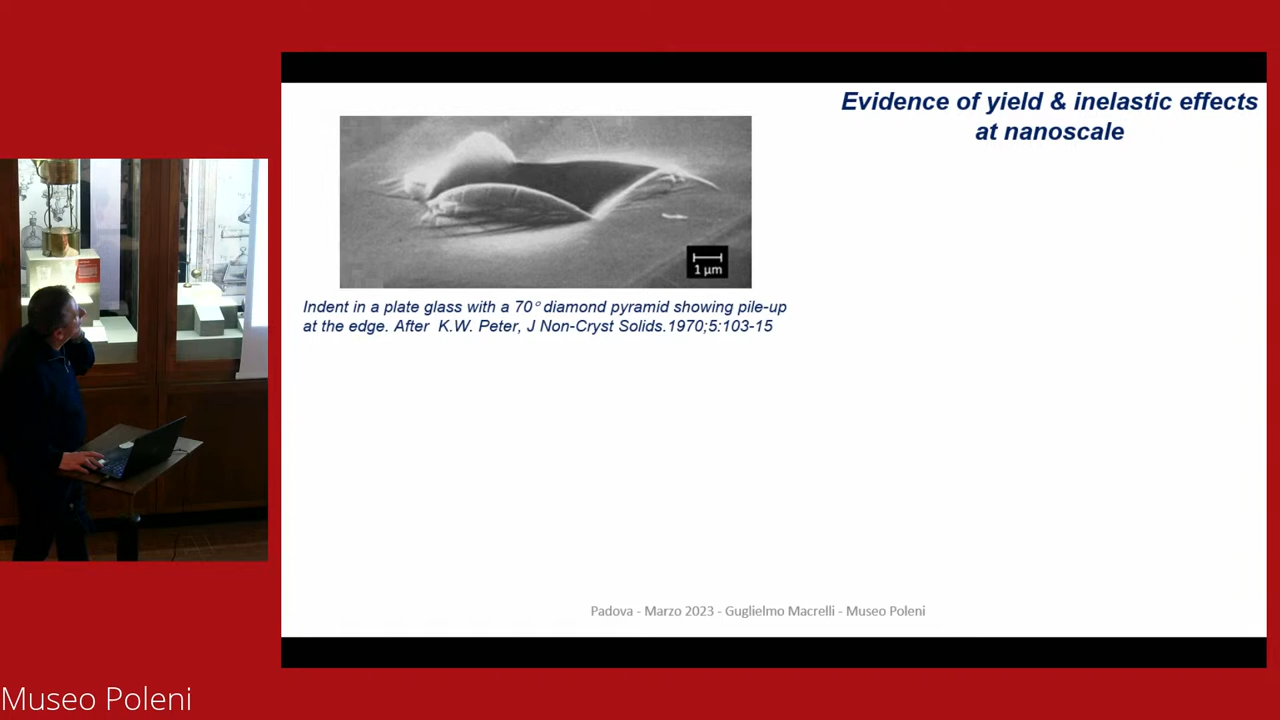 Evidence of yield & inelastic effects
at nanoscale
1 µm
Indent in a plate glass with a 70° diamond pyramid showing pile-up
at the edge. After K.W. Peter, J Non-Cryst Solids.1970;5:103-15
Padova - Marzo 2023 - Guglielmo Macrelli - Museo Poleni
Museo Poleni